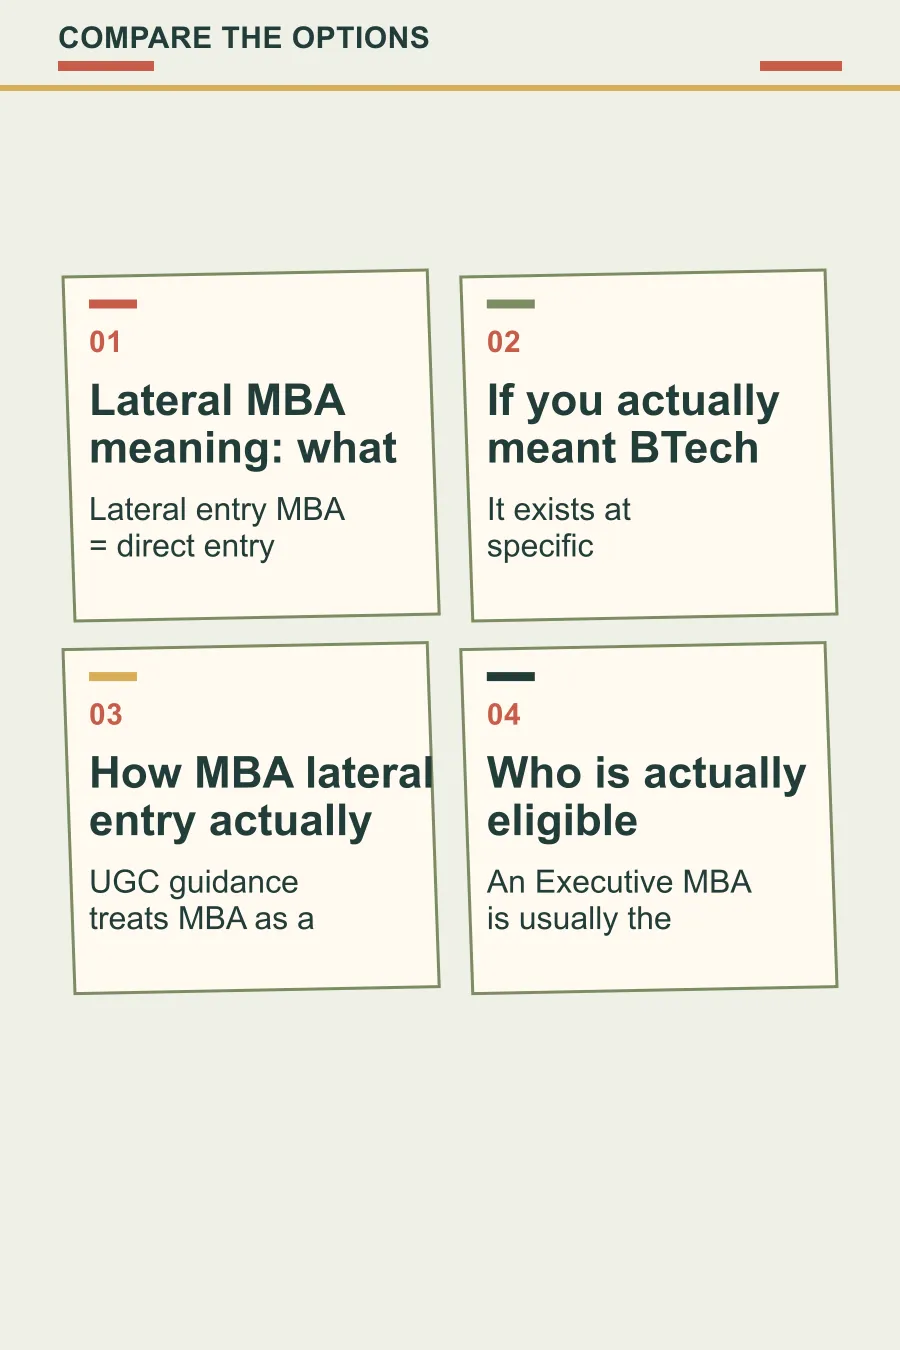 COMPARE THE OPTIONS
01
Lateral MBA
meaning: what
Lateral entry MBA
= direct entry
02
If you actually
meant BTech
It exists at
specific
03
How MBA lateral
entry actually
UGC guidance
treats MBA as a
04
Who is actually
eligible
An Executive MBA
is usually the